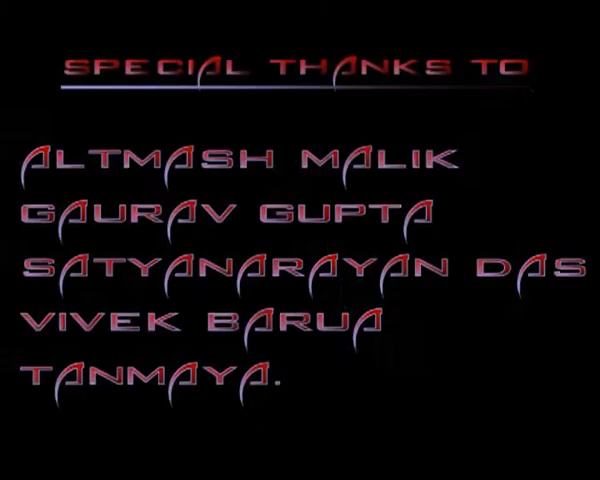 SPECIAL THANKS TO
ALTMASH MALIK
GAURAV GUPTA
SATYANARAYAN DAS
VIVEK BARUA
TANMAYA.